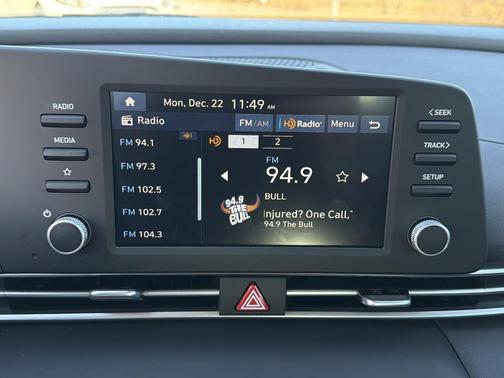 Mon, Dec. 22 11:49 AM
RADIO
MEDIA
Radio
FM/AM
HD Radio
Menu
FM 94.1
HD1
FM 97.3
FM 102.5
FM 102.7
FM 104.3
HD 1 2
FM
94.9
BULL
94.9
THE
BULL
Injured? One Call,
94.9 The Bull
< SEEK
TRACK >
SETUP